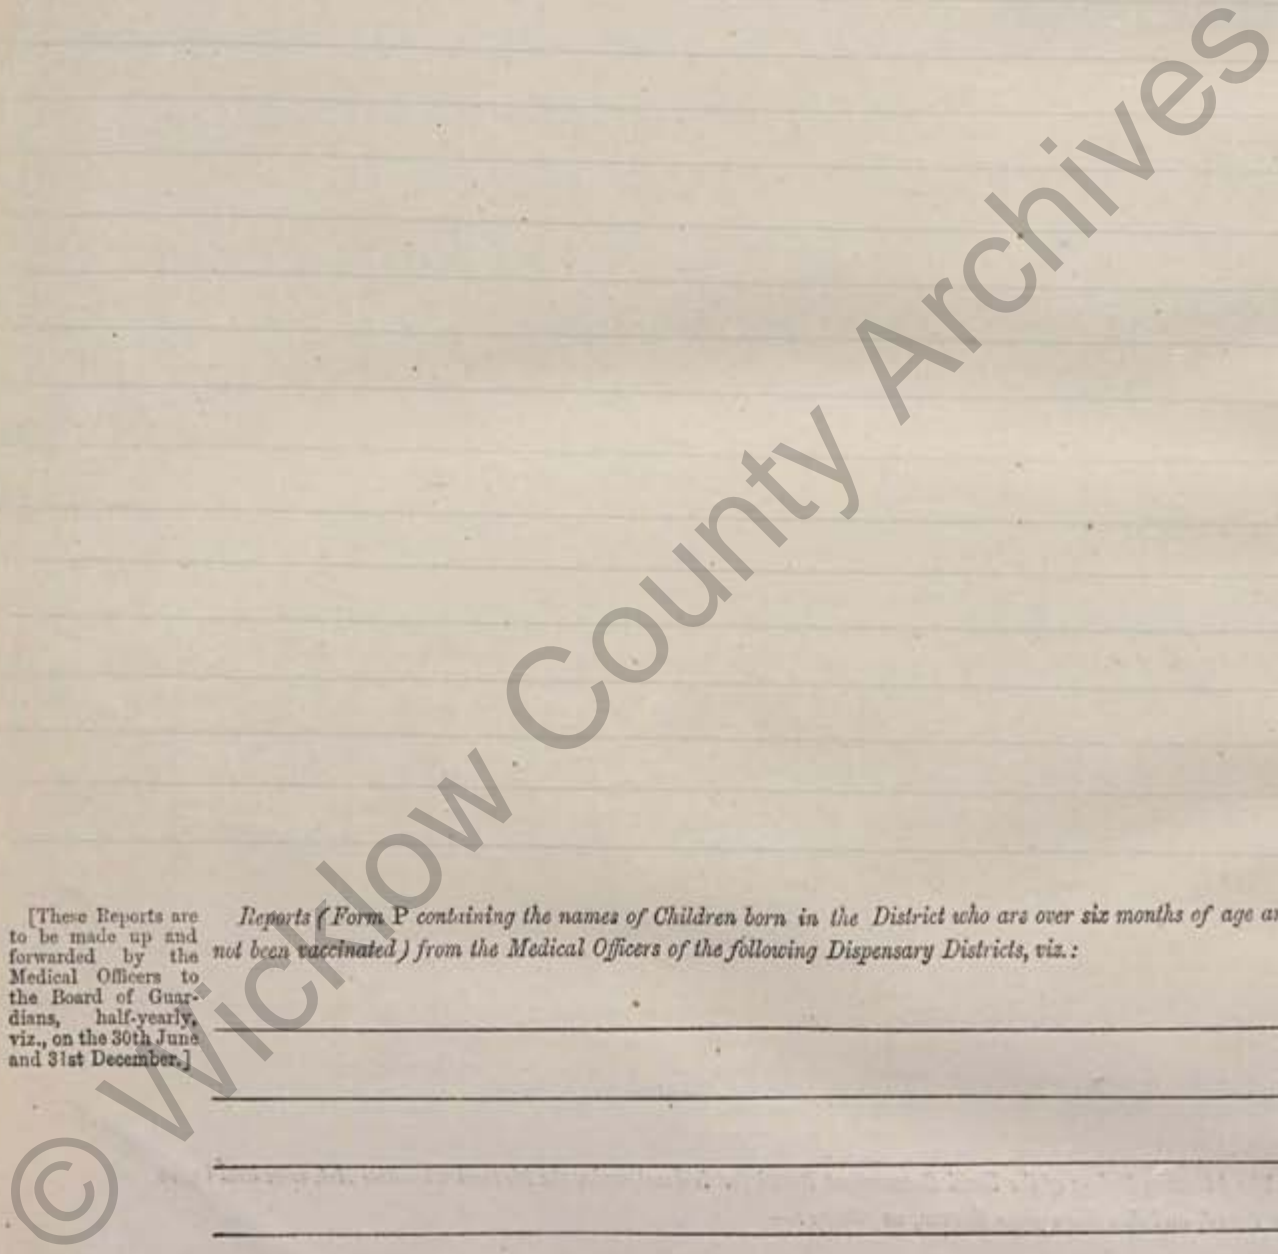 [These Reports are
to be made up and
forwarded by the
Medical Officers to
the Board of Guar-
dians, half-yearly,
viz., on the 30th June
and 31st December.]
Reports (Form P containing the names of Children born in the District who are over six months of age
not been vaccinated) from the Medical Officers of the following Dispensary Districts, viz.:
© Wicklow County Archives